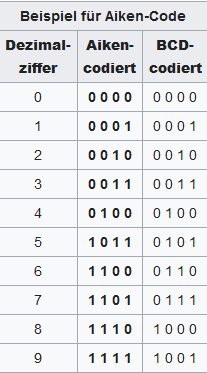 Beispiel für Aiken-Code
Dezimal- Aiken- BCD-
ziffer codiert codiert
0 0 0 0 0 0 0 0 0
1 0 0 0 1 0 0 0 1
2 0 0 1 0 0 0 1 0
3 0 0 1 1 0 0 1 1
4 0 1 0 0 0 1 0 0
5 1 0 1 1 0 1 0 1
6 1 1 0 0 0 1 1 0
7 1 1 0 1 0 1 1 1
8 1 1 1 0 1 0 0 0
9 1 1 1 1 1 0 0 1